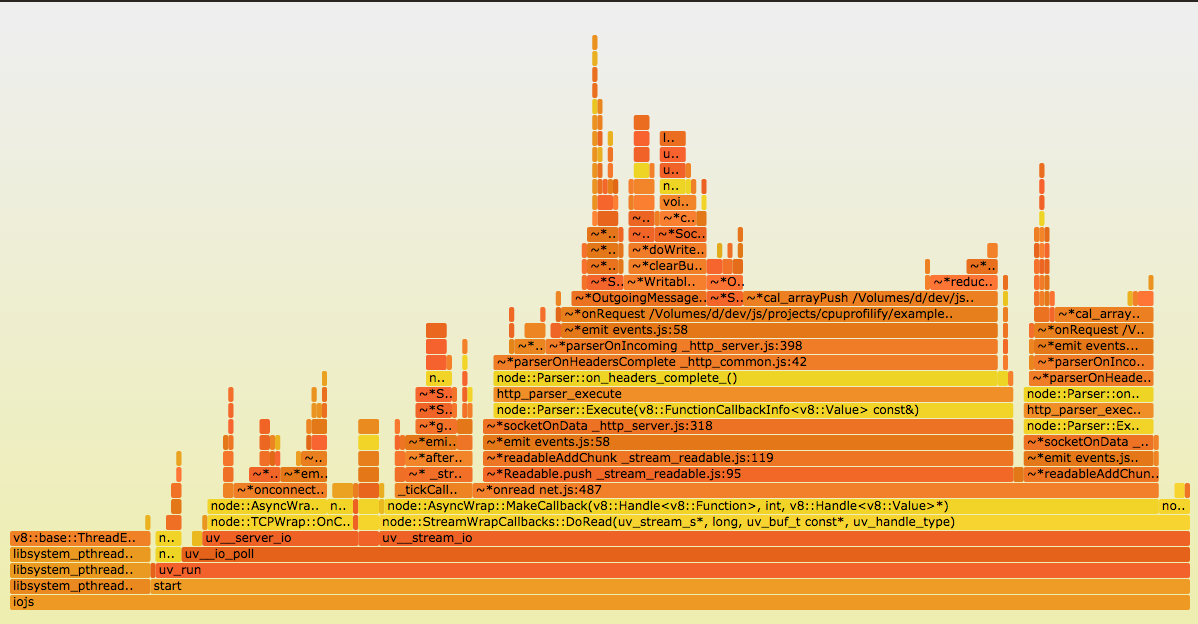 l..
u..
u..
n..
voi..
~.. ~*c..
~*.. ~.. ~*Soc..
~*.. ~*doWrite..
~*.. ~*clearBu.. ~*..
~*S.. ~*Writabl.. ~*O.. ~*reduc..
~*OutgoingMessage.. ~*S.. ~*cal_arrayPush /Volumes/d/dev/js..
~*onRequest /Volumes/d/dev/js/projects/cpuprofilify/example.. ~*cal_array..
~*emit events.js:58 ~*onRequest /V..
~*.. ~*parserOnIncoming _http_server.js:398 ~*emit events...
~*parserOnHeadersComplete _http_common.js:42 ~*parserOnInco..
n.. node::Parser::on_headers_complete_() ~*parserOnHeade..
~*S.. http_parser_execute node::Parser::on..
~*S.. node::Parser::Execute(v8::FunctionCallbackInfo<v8::Value> const&) http_parser_exec..
~*g.. ~*socketOnData _http_server.js:318 node::Parser::Ex..
~*emi.. ~*emit events.js:58 ~*socketOnData _..
~.. ~*after.. ~*readableAddChunk _stream_readable.js:119 ~*emit events.js..
~*.. ~*em.. ~*_str.. ~*Readable.push _stream_readable.js:95 ~*readableAddChun..
~*onconnect.. _tickCall.. ~*onread net.js:487
node::AsyncWra.. n.. node::AsyncWrap::MakeCallback(v8::Handle<v8::Function>, int, v8::Handle<v8::Value>*) no..
node::TCPWrap::OnC.. node::StreamWrapCallbacks::DoRead(uv_stream_s*, long, uv_buf_t const*, uv_handle_type)
v8::base::ThreadE.. n.. uv__server_io uv__stream_io
libsystem_pthread.. n.. uv__io_poll
libsystem_pthread.. uv_run
libsystem_pthread.. start
iojs